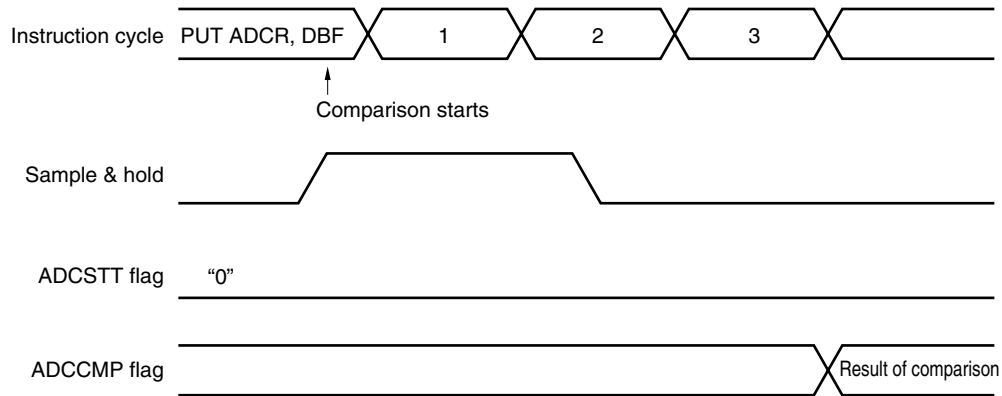 Instruction cycle PUT ADCR, DBF 1 2 3
Comparison starts
Sample & hold
ADCSTT flag “0”
ADCCMP flag Result of comparison